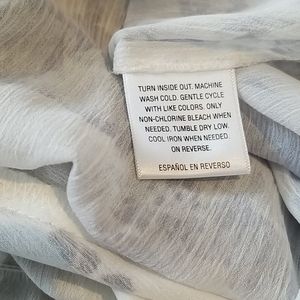 TURN INSIDE OUT. MACHINE
WASH COLD. GENTLE CYCLE
WITH LIKE COLORS. ONLY
NON-CHLORINE BLEACH WHEN
NEEDED. TUMBLE DRY LOW.
COOL IRON WHEN NEEDED
ON REVERSE.
ESPAÑOL EN REVERSO